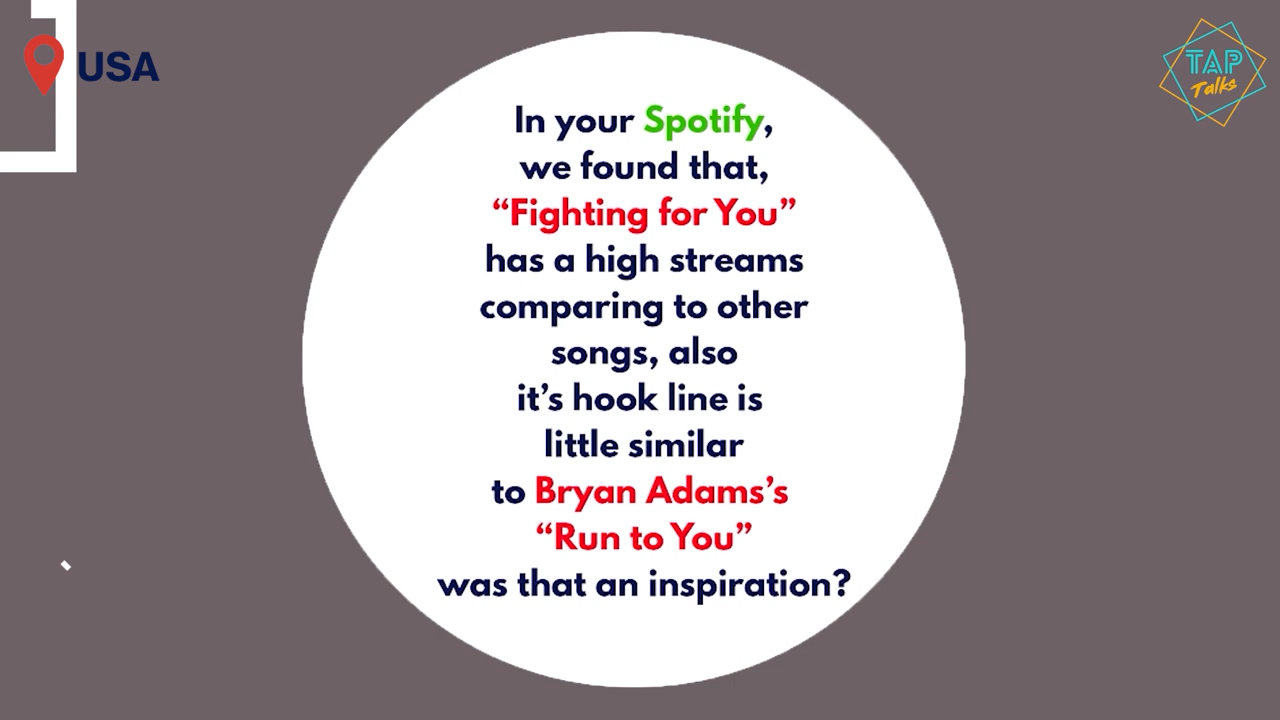 USA
TAP
Talks
In your Spotify,
we found that,
“Fighting for You”
has a high streams
comparing to other
songs, also
it’s hook line is
little similar
to Bryan Adams’s
“Run to You”
was that an inspiration?